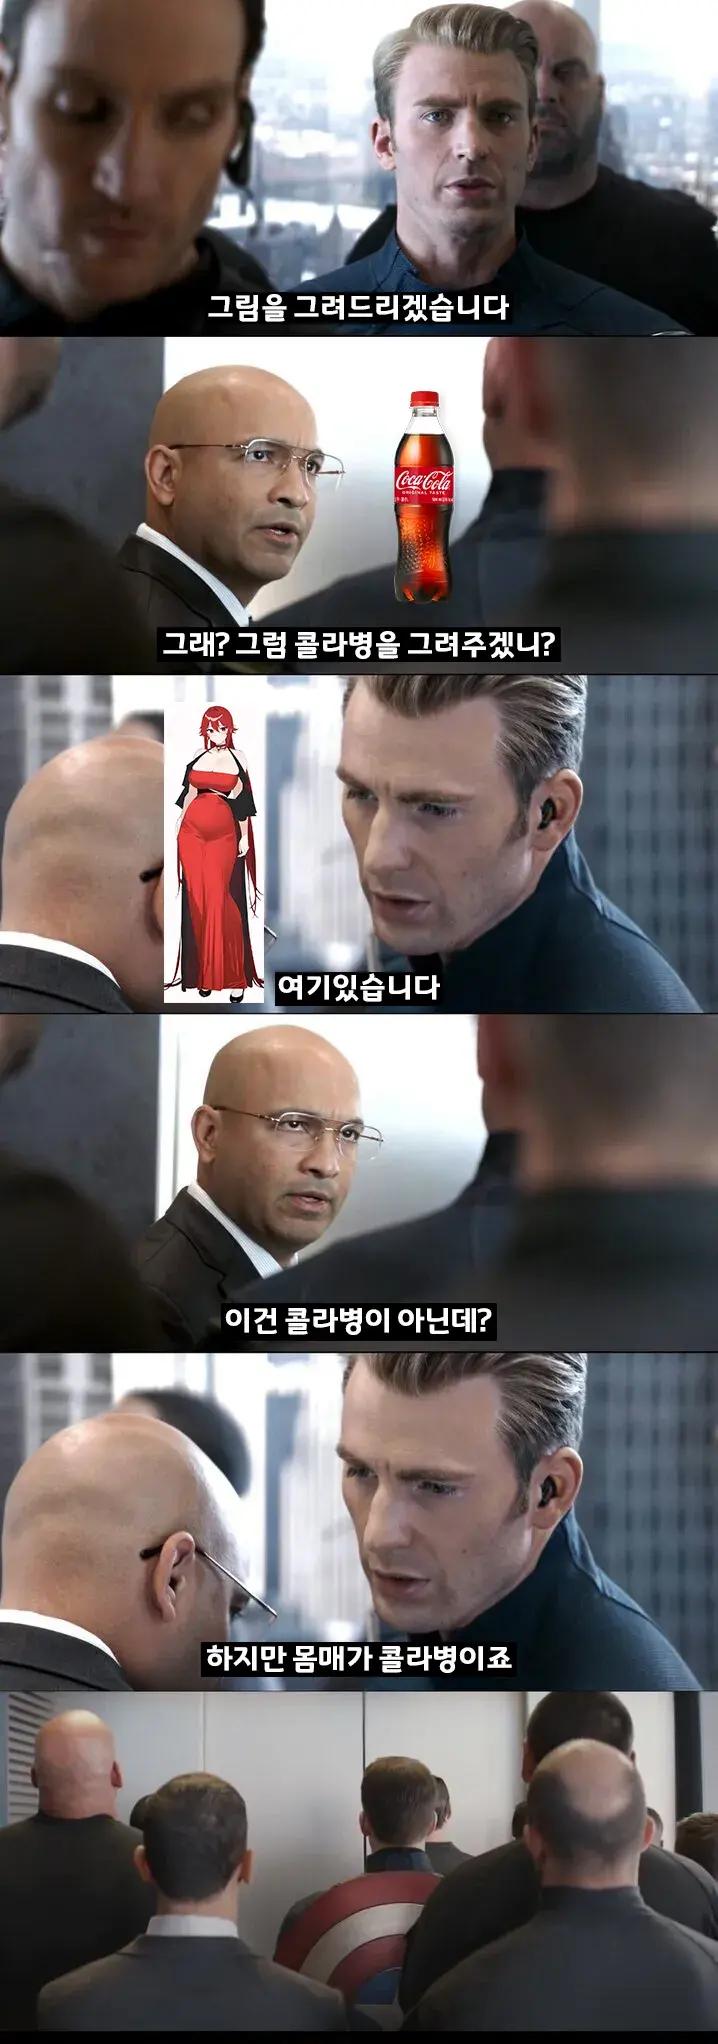 그림을 그려드리겠습니다
Coca-Cola
ORIGINAL TASTE
그래? 그럼 콜라병을 그려주겠니?
여기있습니다
이건 콜라병이 아닌데?
하지만 몸매가 콜라병이죠